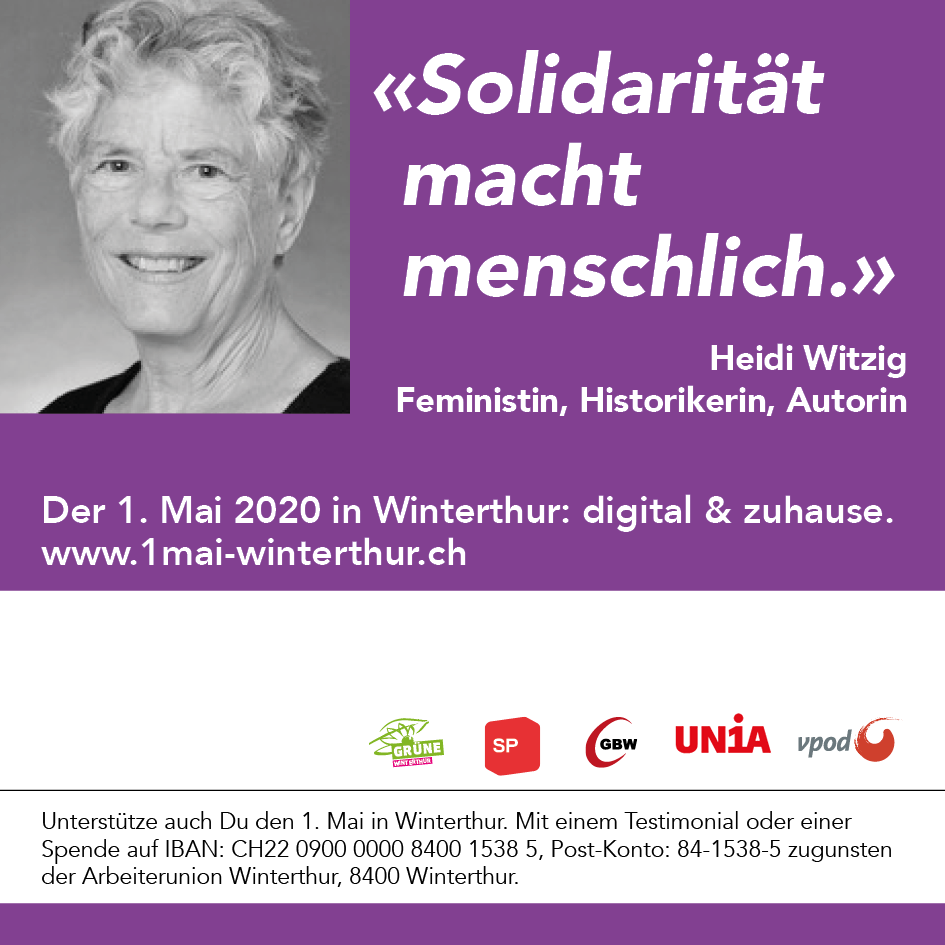 «Solidarität
macht
menschlich.»
Heidi Witzig
Feministin, Historikerin, Autorin
Der 1. Mai 2020 in Winterthur: digital & zuhause.
www.1mai-winterthur.ch
GRÜNE
WINTERTHUR
SP
GBW
UNiA
vpod
Unterstütze auch Du den 1. Mai in Winterthur. Mit einem Testimonial oder einer
Spende auf IBAN: CH22 0900 0000 8400 1538 5, Post-Konto: 84-1538-5 zugunsten
der Arbeiterunion Winterthur, 8400 Winterthur.